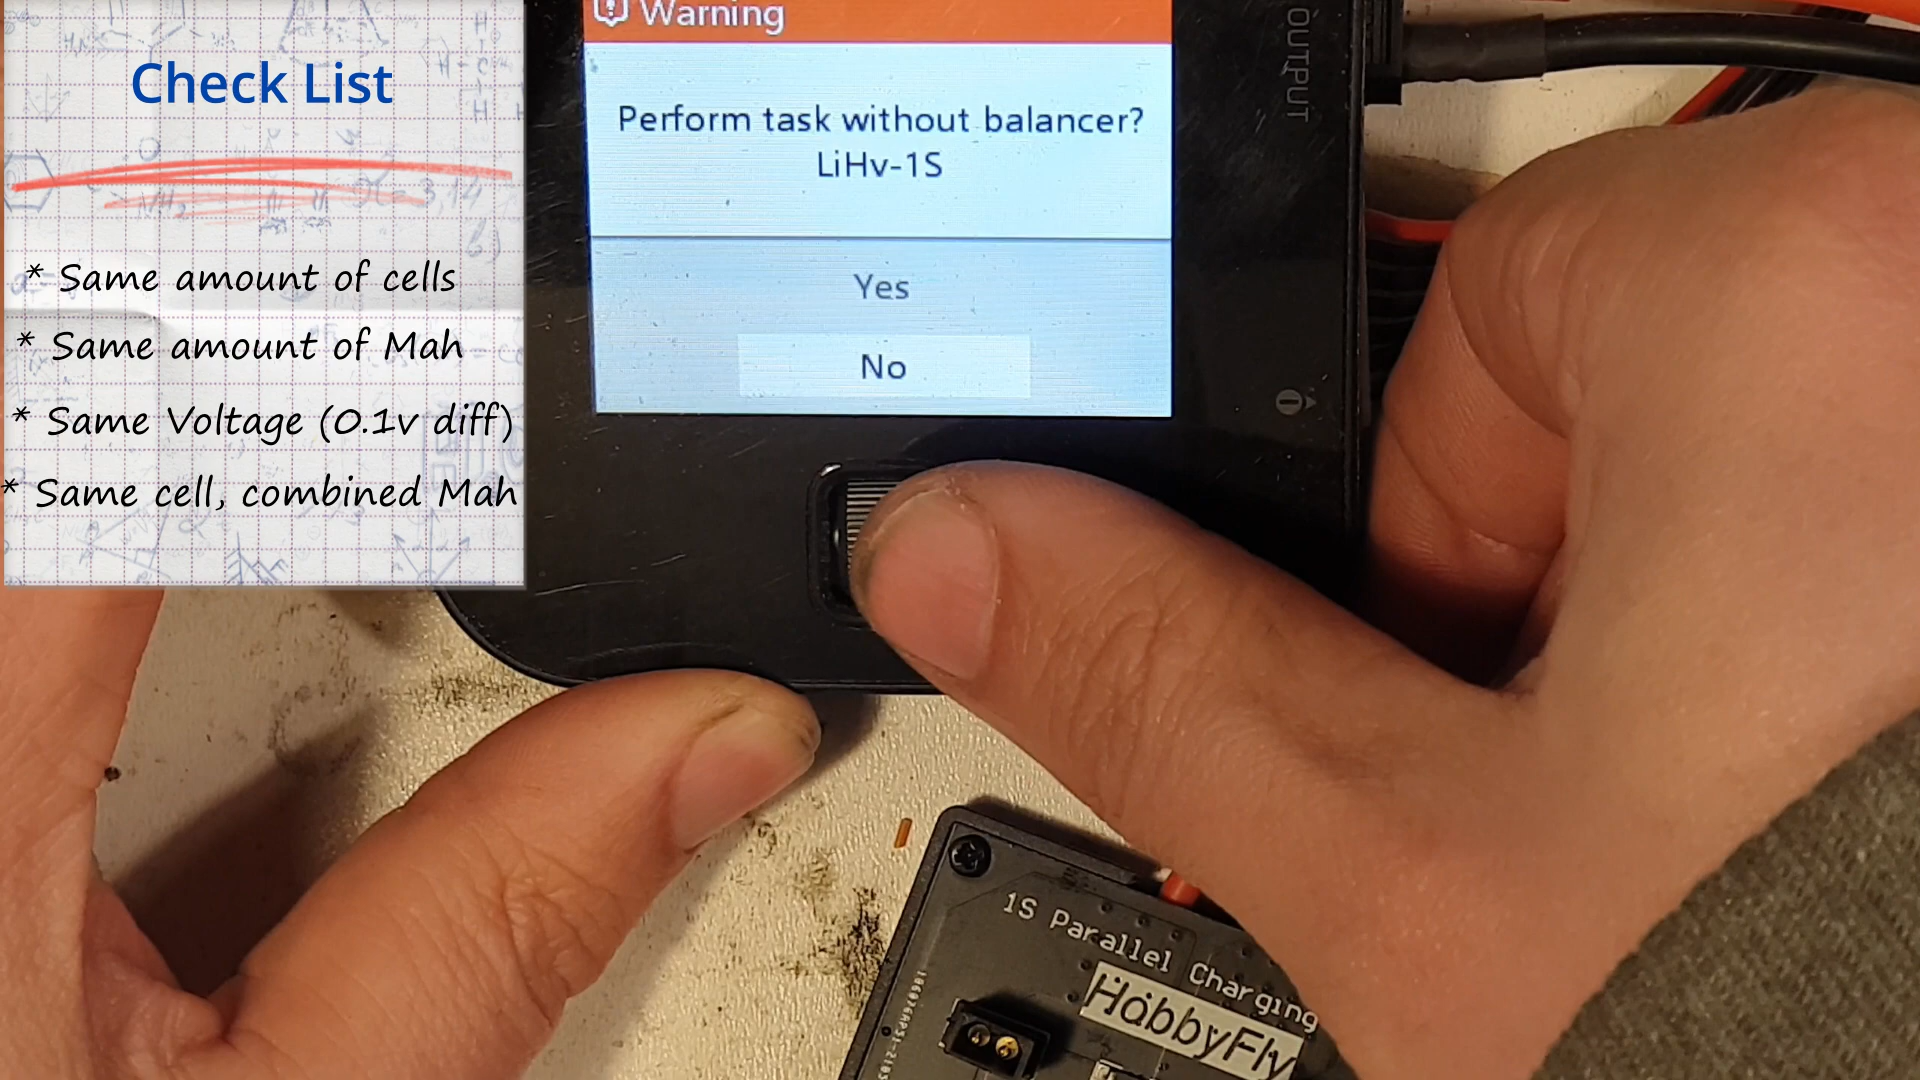 Check List
* Same amount of cells
* Same amount of Mah
* Same Voltage (0.1v diff)
* Same cell, combined Mah
Warning
Perform task without balancer?
LiHv-1S
Yes
No
OUTPUT
1S Parallel Charging
HobbyFly